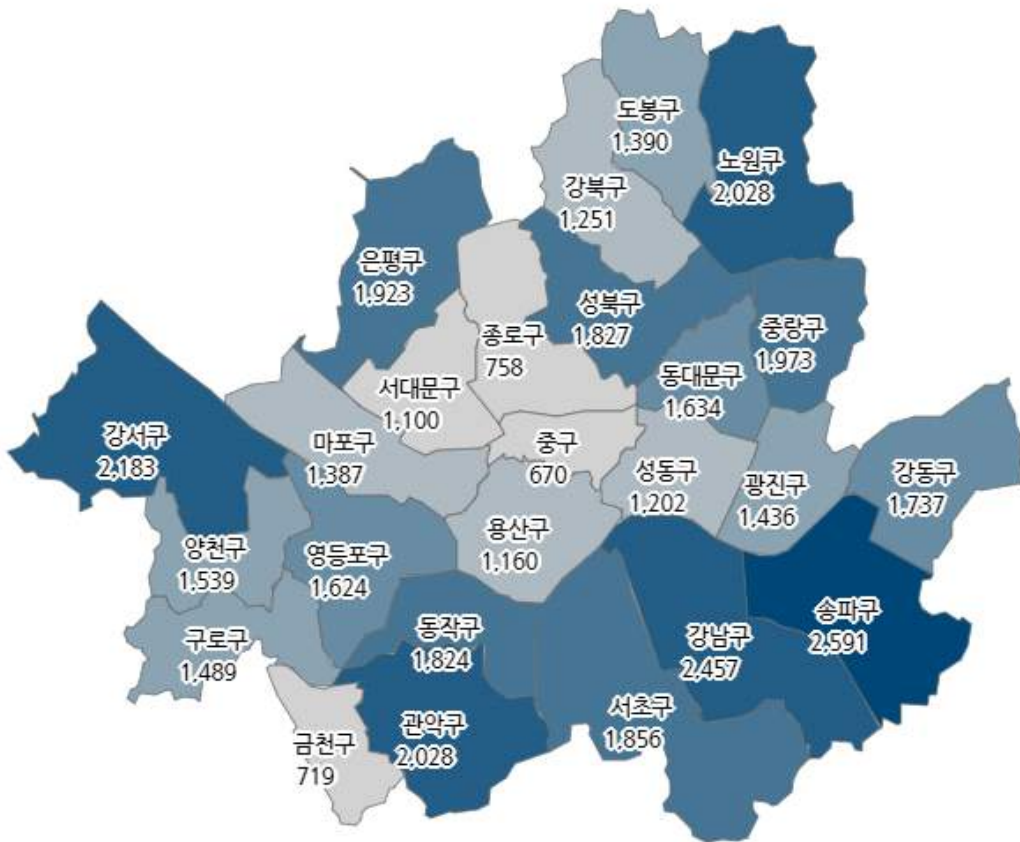 도봉구
1,390
노원구
2,028
강북구
1,251
은평구
1,923
성북구
1,827
종로구
758
중랑구
1,973
동대문구
1,634
서대문구
1,100
강서구
2,183
마포구
1,387
중구
670
성동구
1,202
광진구
1,436
강동구
1,737
양천구
1,539
영등포구
1,624
용산구
1,160
송파구
2,591
구로구
1,489
동작구
1,824
강남구
2,457
서초구
1,856
관악구
2,028
금천구
719